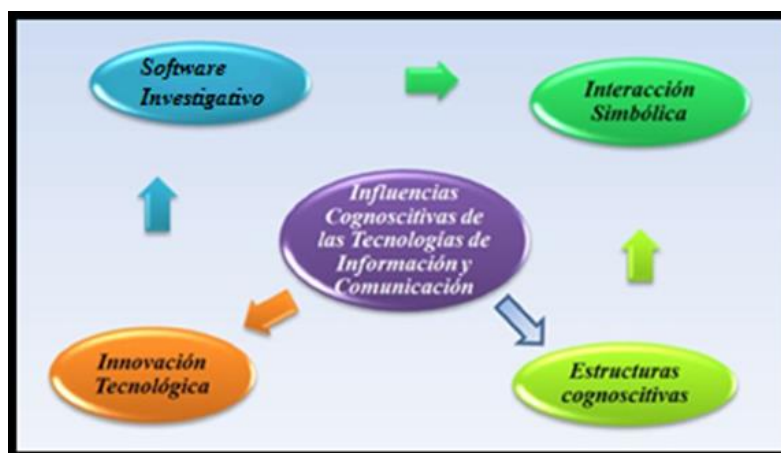 Software
Investigativo
Interacción
Simbólica
Influencias
Cognoscitivas de
las Tecnologías de
Información y
Comunicación
Innovación
Tecnológica
Estructuras
cognoscitivas